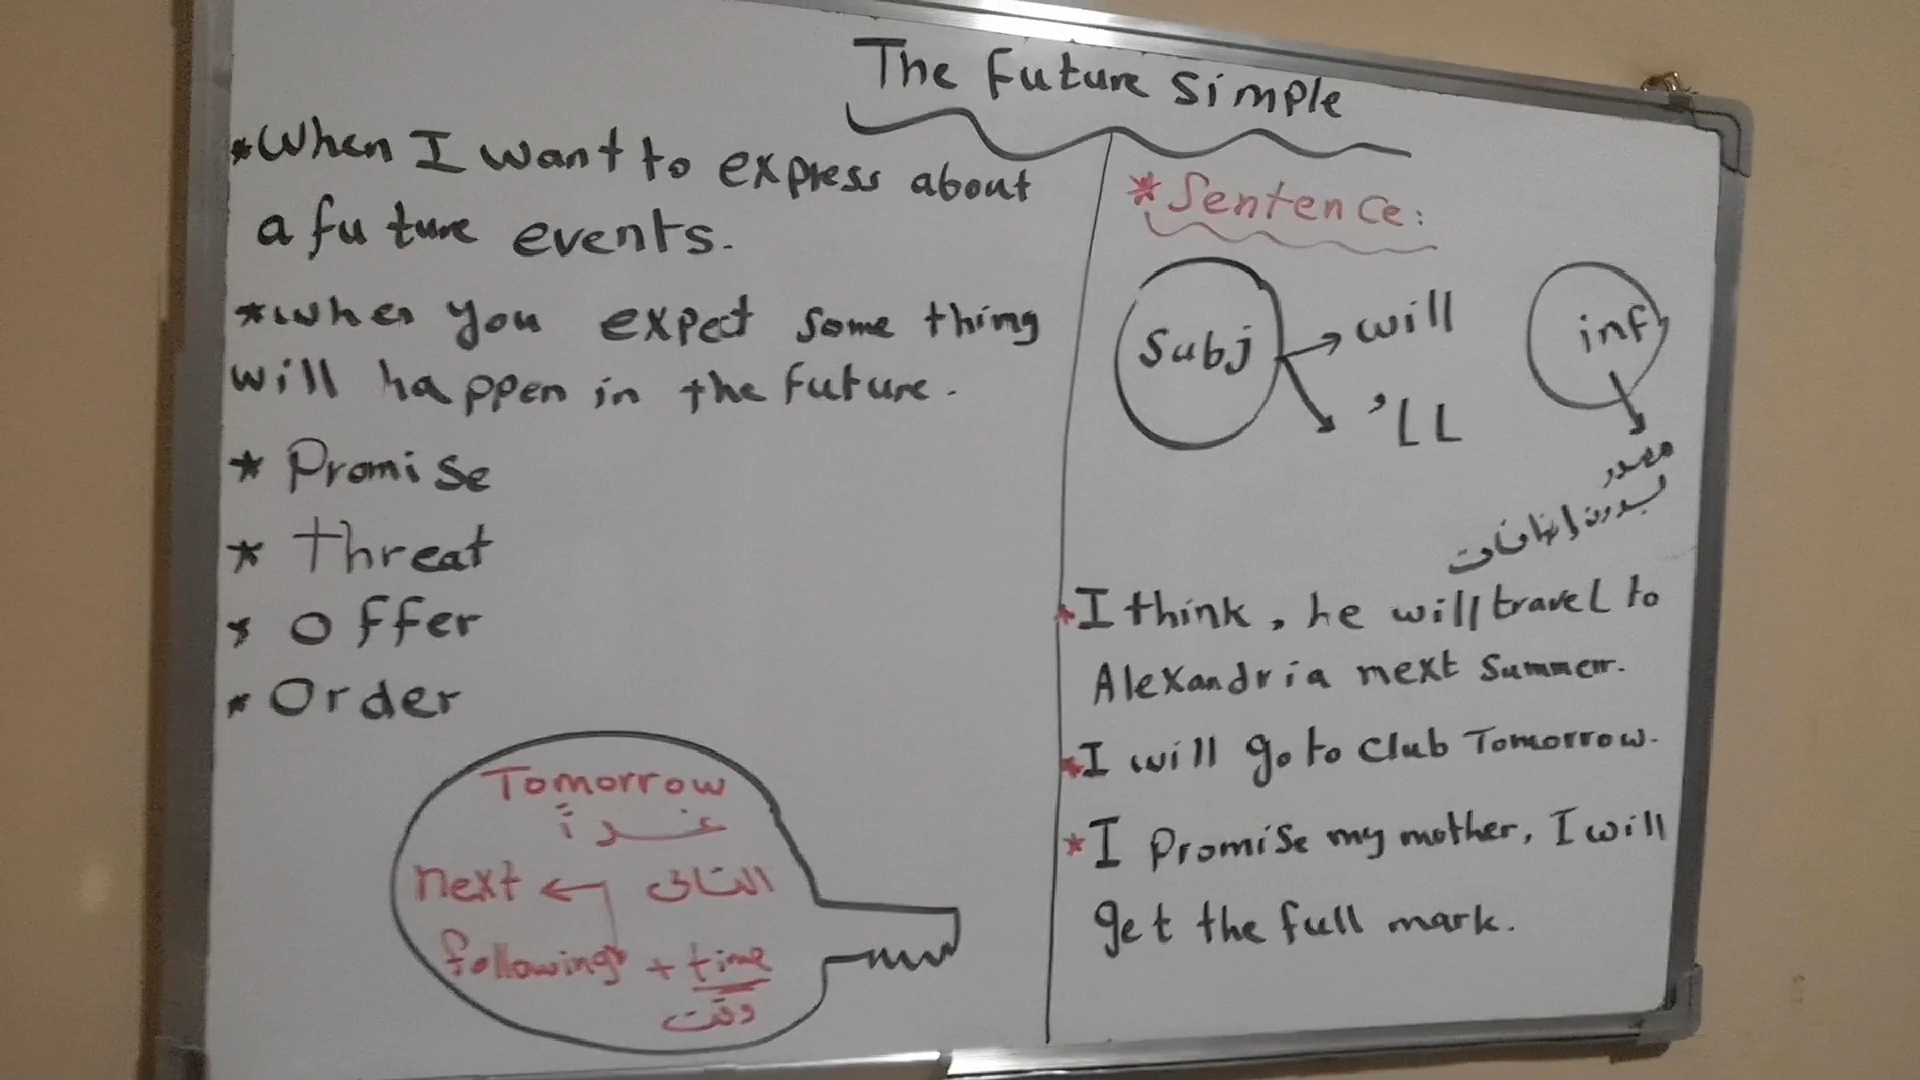 The Future Simple
*When I want to express about
a future events.
*when you expect some thing
will happen in the future.
* Promise
* Threat
* offer
* Order
Tomorrow
غداً
next ← التالى
following + time
وقت
*Sentence:
Subj → will inf
'LL
مصدر
بدون إضافات
*I think, he will travel to
Alexandria next summer.
*I will go to club Tomorrow.
*I promise my mother, I will
get the full mark.